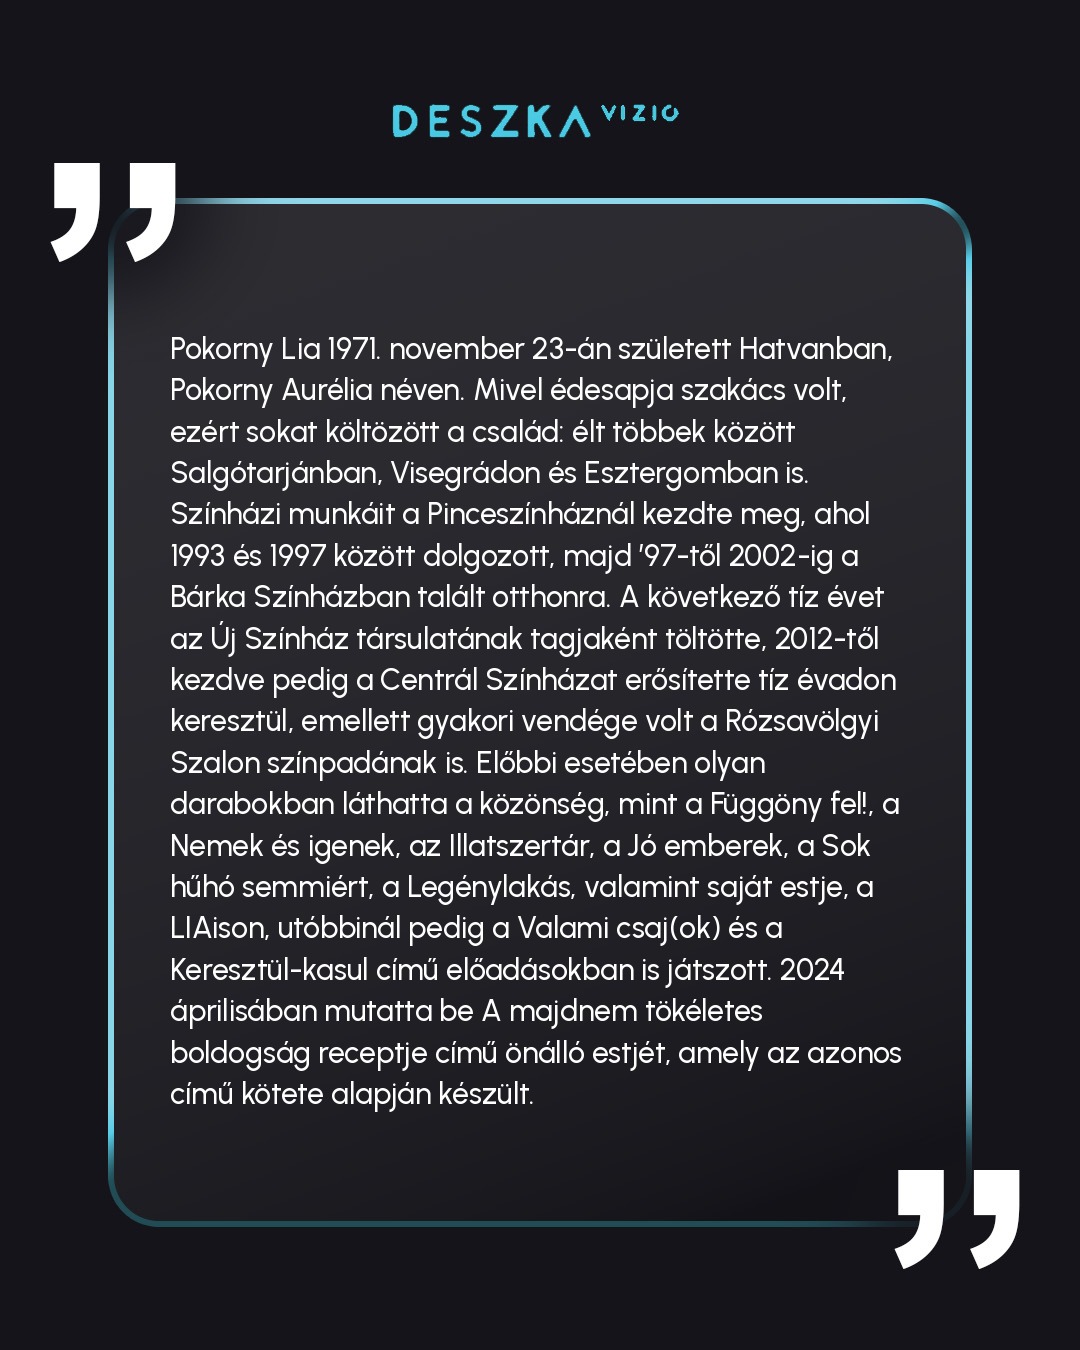 DESZKA VIZIO
”
Pokorny Lia 1971. november 23-án született Hatvanban,
Pokorny Aurélia néven. Mivel édesapja szakács volt,
ezért sokat költözött a család: élt többek között
Salgótarjánban, Visegrádon és Esztergomban is.
Színházi munkáit a Pinceszínháznál kezdte meg, ahol
1993 és 1997 között dolgozott, majd '97-től 2002-ig a
Bárka Színházban talált otthonra. A következő tíz évet
az Új Színház társulatának tagjaként töltötte, 2012-től
kezdve pedig a Centrál Színházat erősítette tíz évadon
keresztül, emellett gyakori vendége volt a Rózsavölgyi
Szalon színpadának is. Előbbi esetében olyan
darabokban láthatta a közönség, mint a Függöny fel!, a
Nemek és igenek, az Illatszertár, a Jó emberek, a Sok
hűhó semmiért, a Legénylakás, valamint saját estje, a
LIAison, utóbbinál pedig a Valami csaj(ok) és a
Keresztül-kasul című előadásokban is játszott. 2024
áprilisában mutatta be A majdnem tökéletes
boldogság receptje című önálló estjét, amely az azonos
című kötete alapján készült.
”